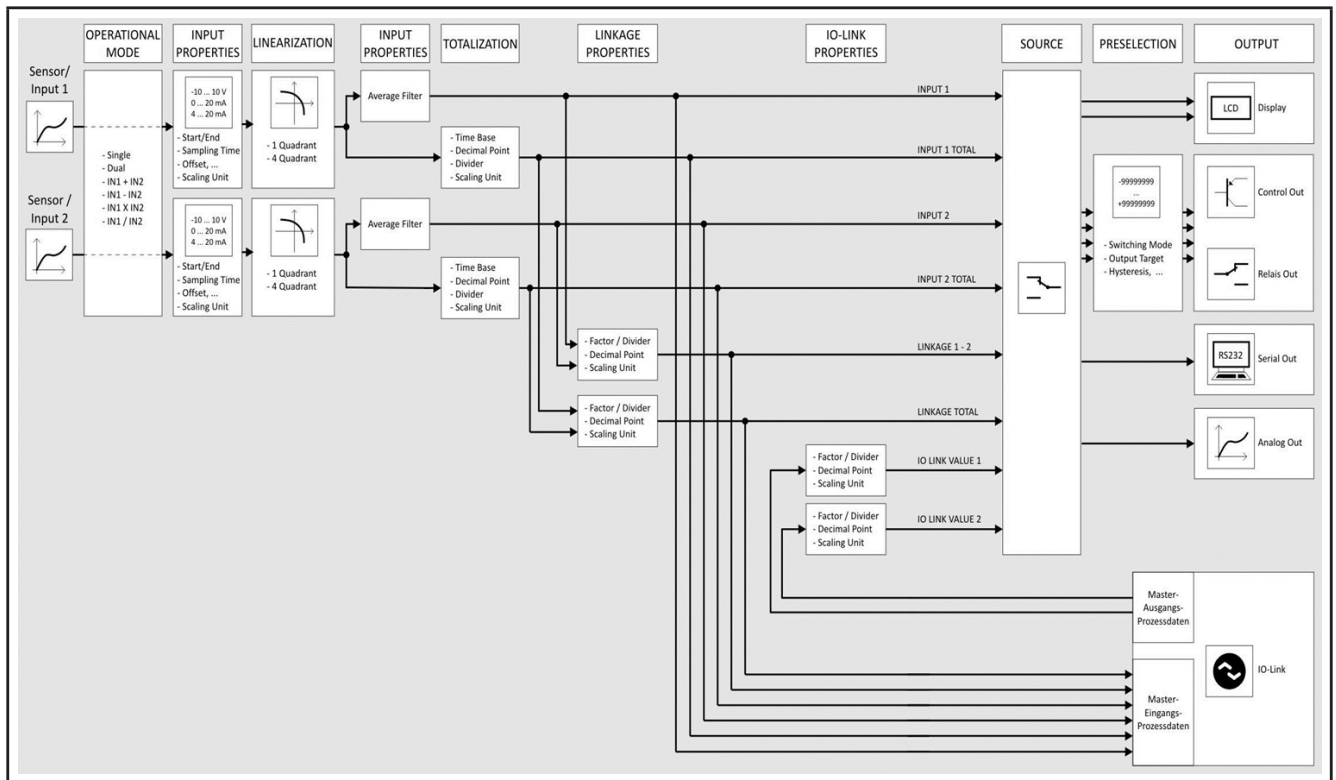 OPERATIONAL
MODE
INPUT
PROPERTIES
LINEARIZATION
INPUT
PROPERTIES
TOTALIZATION
LINKAGE
PROPERTIES
IO-LINK
PROPERTIES
SOURCE
PRESELECTION
OUTPUT
Sensor/
Input 1
- Single
- Dual
- IN1 + IN2
- IN1 - IN2
- IN1 X IN2
- IN1 / IN2
-10 ... 10 V
0 ... 20 mA
4 ... 20 mA
- Start/End
- Sampling Time
- Offset, ...
- Scaling Unit
- 1 Quadrant
- 4 Quadrant
Average Filter
- Time Base
- Decimal Point
- Divider
- Scaling Unit
INPUT 1
INPUT 1 TOTAL
LCD
Display
Sensor /
Input 2
-10 ... 10 V
0 ... 20 mA
4 ... 20 mA
- Start/End
- Sampling Time
- Offset, ...
- Scaling Unit
- 1 Quadrant
- 4 Quadrant
Average Filter
- Time Base
- Decimal Point
- Divider
- Scaling Unit
INPUT 2
INPUT 2 TOTAL
-99999999
...
+99999999
- Switching Mode
- Output Target
- Hysteresis, ...
Control Out
Relais Out
- Factor / Divider
- Decimal Point
- Scaling Unit
LINKAGE 1 - 2
RS232
Serial Out
- Factor / Divider
- Decimal Point
- Scaling Unit
LINKAGE TOTAL
Analog Out
- Factor / Divider
- Decimal Point
- Scaling Unit
IO LINK VALUE 1
- Factor / Divider
- Decimal Point
- Scaling Unit
IO LINK VALUE 2
Master-
Ausgangs-
Prozessdaten
IO-Link
Master-
Eingangs-
Prozessdaten